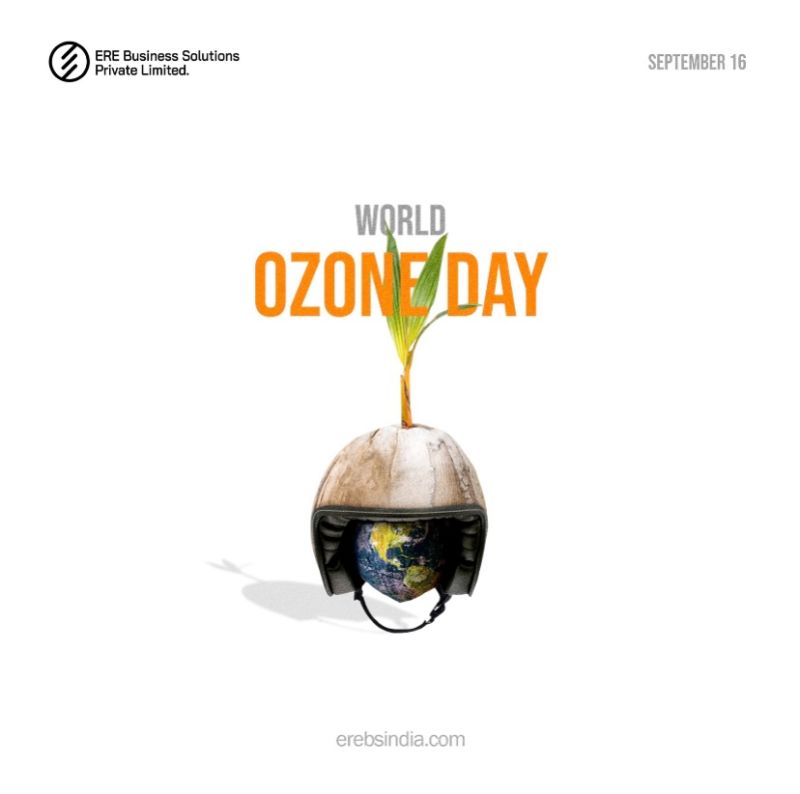 ERE Business Solutions
Private Limited.
SEPTEMBER 16
WORLD
OZONE DAY
erebsindia.com